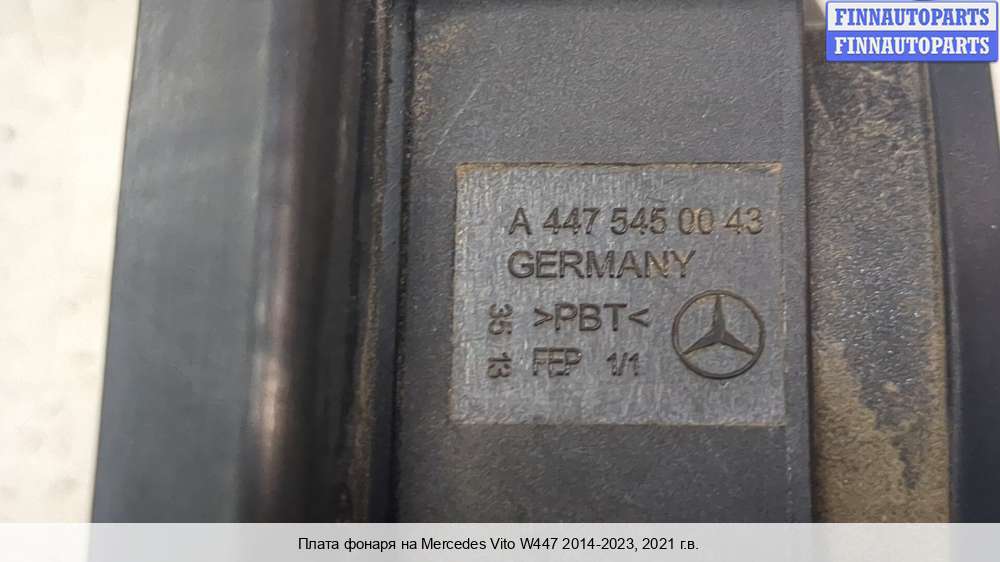 FINNAUTOPARTS
FINNAUTOPARTS
A 447 545 00 43
GERMANY
>PBT<
FEP 1/1
35 13
Плата фонаря на Mercedes Vito W447 2014-2023, 2021 г.в.